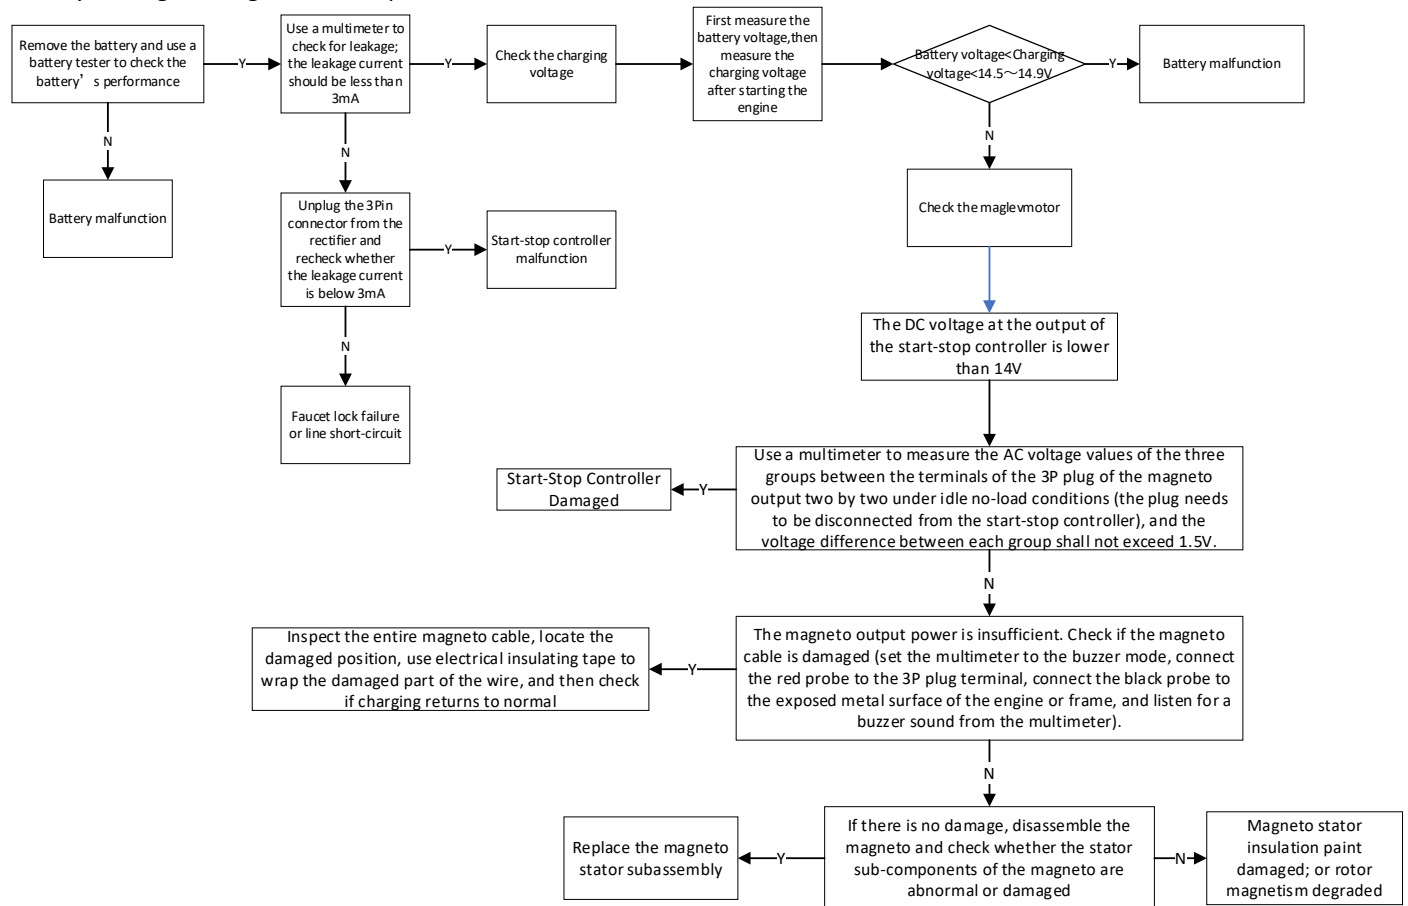 Remove the battery and use a
battery tester to check the
battery’s performance
Y
Use a multimeter to
check for leakage;
the leakage current
should be less than
3mA
Y
Check the charging
voltage
First measure the
battery voltage,then
measure the
charging voltage
after starting the
engine
Battery voltage<Charging
voltage<14.5～14.9V
Y
Battery malfunction
N
Battery malfunction
N
Unplug the 3Pin
connector from the
rectifier and
recheck whether
the leakage current
is below 3mA
Y
Start-stop controller
malfunction
N
Faucet lock failure
or line short-circuit
N
Check the maglevmotor
The DC voltage at the output of
the start-stop controller is lower
than 14V
Use a multimeter to measure the AC voltage values of the three
groups between the terminals of the 3P plug of the magneto
output two by two under idle no-load conditions (the plug needs
to be disconnected from the start-stop controller), and the
voltage difference between each group shall not exceed 1.5V.
Y
Start-Stop Controller
Damaged
N
The magneto output power is insufficient. Check if the magneto
cable is damaged (set the multimeter to the buzzer mode, connect
the red probe to the 3P plug terminal, connect the black probe to
the exposed metal surface of the engine or frame, and listen for a
buzzer sound from the multimeter).
Y
Inspect the entire magneto cable, locate the
damaged position, use electrical insulating tape to
wrap the damaged part of the wire, and then check
if charging returns to normal
N
If there is no damage, disassemble the
magneto and check whether the stator
sub-components of the magneto are
abnormal or damaged
Y
Replace the magneto
stator subassembly
N
Magneto stator
insulation paint
damaged; or rotor
magnetism degraded